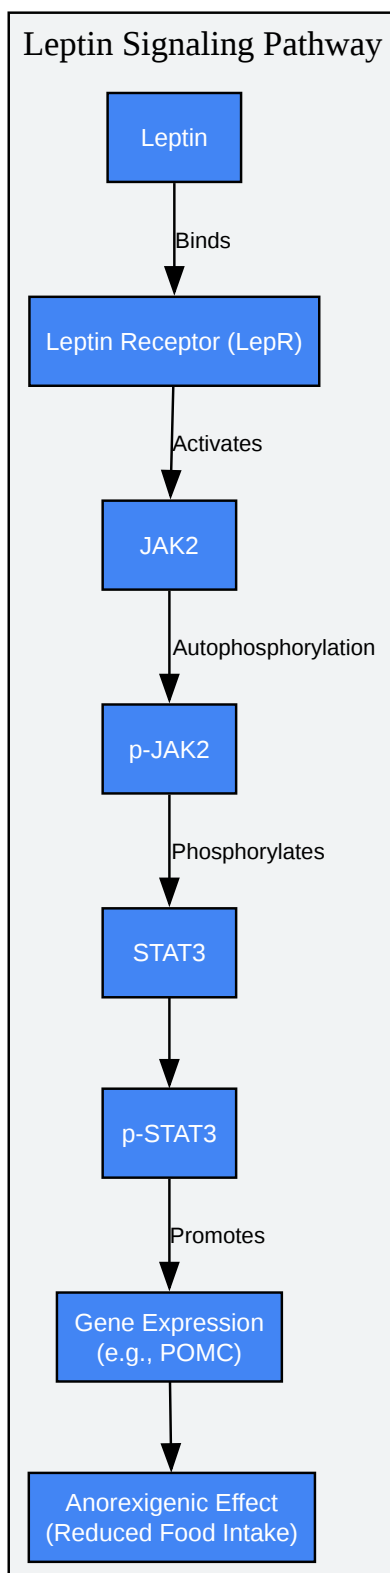 Leptin Signaling Pathway
Leptin
Binds
Leptin Receptor (LepR)
Activates
JAK2
Autophosphorylation
p-JAK2
Phosphorylates
STAT3
p-STAT3
Promotes
Gene Expression
(e.g., POMC)
Anorexigenic Effect
(Reduced Food Intake)